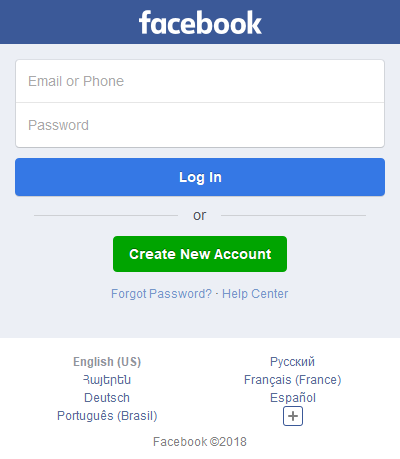 facebook
Email or Phone
Password
Log In
or
Create New Account
Forgot Password? · Help Center
English (US)
Русский
Հայերեն
Français (France)
Deutsch
Español
Português (Brasil)
+
Facebook ©2018